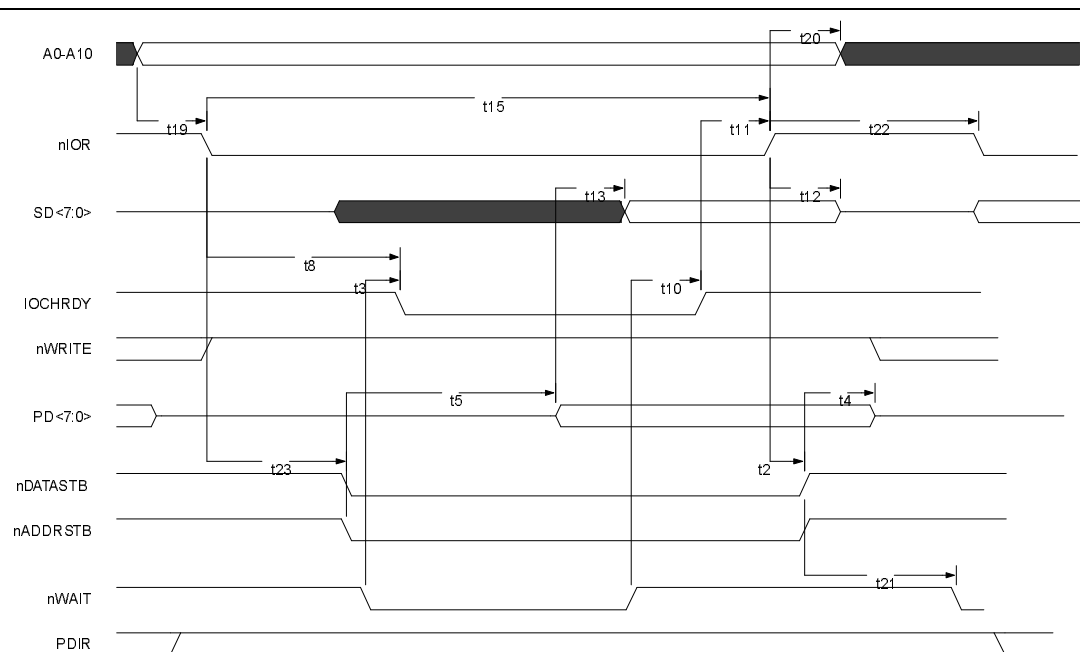 t20
A0-A10
t15
t19
t11
t22
nIOR
t13
t12
SD<7:0>
t8
t3
t10
IOCHRDY
nWRITE
t5
t4
PD<7:0>
t23
t2
nDATASTB
nADDRSTB
t21
nWAIT
PDIR